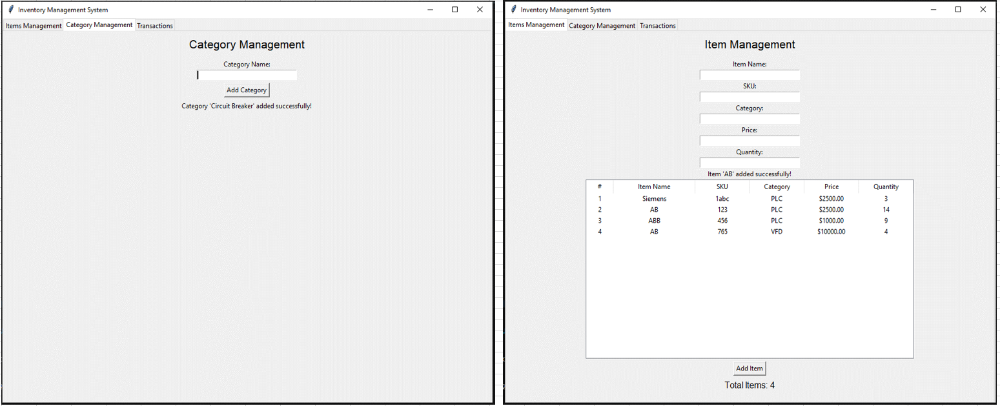 Inventory Management System
Items Management Category Management Transactions
Category Management
Category Name:
Add Category
Category 'Circuit Breaker' added successfully!
Inventory Management System
Items Management Category Management Transactions
Item Management
Item Name:
SKU:
Category:
Price:
Quantity:
Item 'AB' added successfully!
# Item Name SKU Category Price Quantity
1 Siemens 1abc PLC $2500.00 3
2 AB 123 PLC $2500.00 14
3 ABB 456 PLC $1000.00 9
4 AB 765 VFD $10000.00 4
Add Item
Total Items: 4